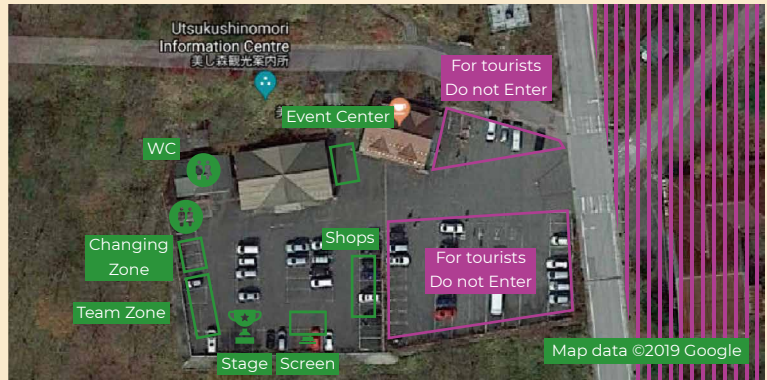 Utsukushinomori
Information Centre
美し森観光案内所
For tourists
Do not Enter
Event Center
WC
Changing
Zone
Shops
For tourists
Do not Enter
Team Zone
Stage
Screen
Map data ©2019 Google